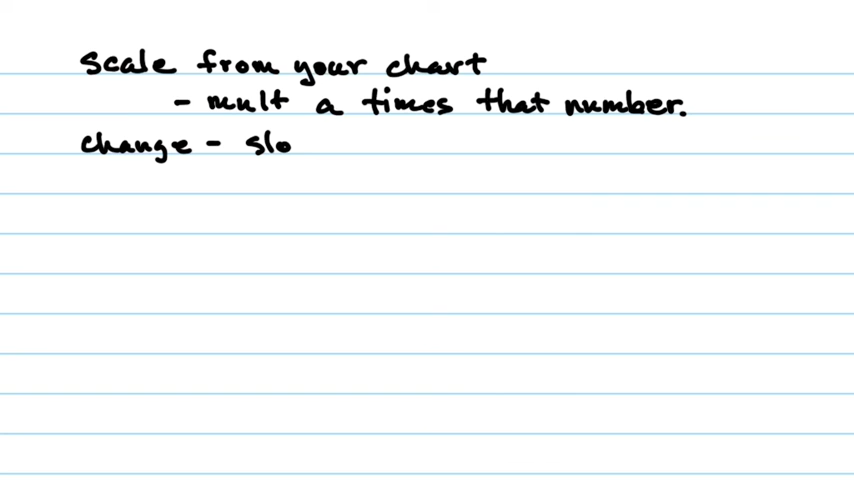 scale from your chart
- mult a times that number.
change - slo